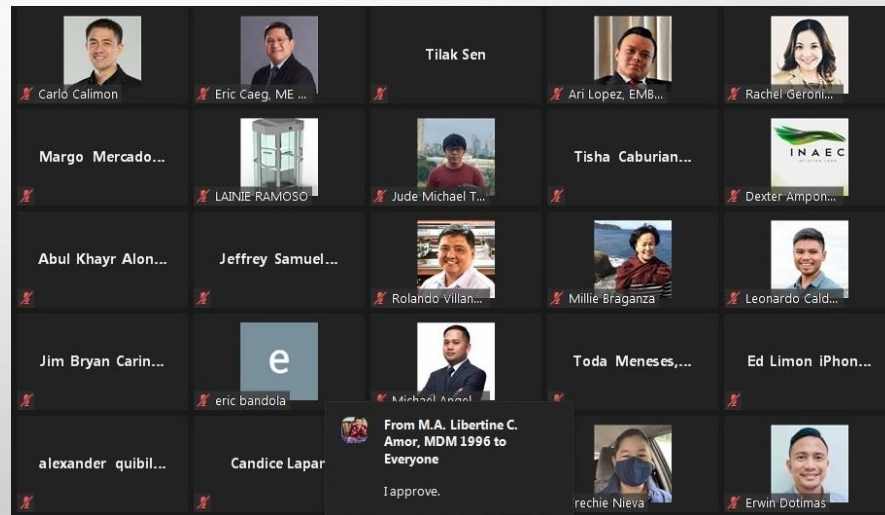 Carlo Calimon
Eric Caeg, ME ...
Tilak Sen
Ari Lopez, EMB...
Rachel Geroni...
Margo Mercado...
LAINIE RAMOSO
Jude Michael T...
Tisha Caburian...
INAEC
Dexter Ampon...
Abul Khayr Alon...
Jeffrey Samuel...
Rolando Villan...
Millie Braganza
Leonardo Cald...
Jim Bryan Carin...
e
eric bandola
Michael Angel
Toda Meneses,...
Ed Limon iPhon...
alexander quibil...
Candice Lapar
From M.A. Libertine C.
Amor, MDM 1996 to
Everyone
I approve.
rechie Nieva
Erwin Dotimas